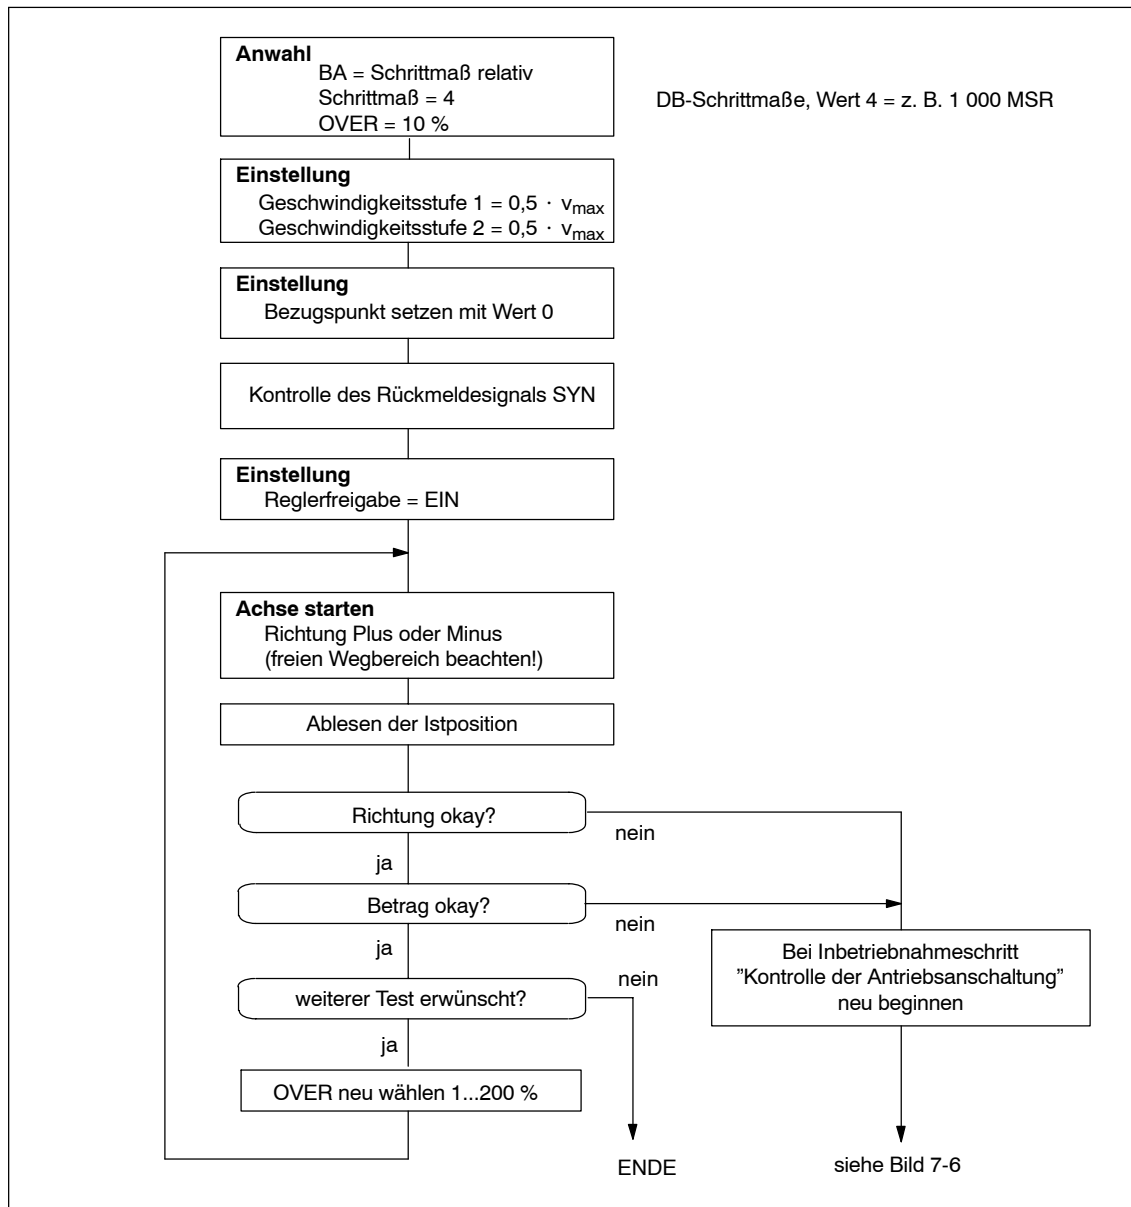 Anwahl
BA = Schrittmaß relativ
Schrittmaß = 4
OVER = 10 %
DB-Schrittmaße, Wert 4 = z. B. 1 000 MSR
Einstellung
Geschwindigkeitsstufe 1 = 0,5 · vmax
Geschwindigkeitsstufe 2 = 0,5 · vmax
Einstellung
Bezugspunkt setzen mit Wert 0
Kontrolle des Rückmeldesignals SYN
Einstellung
Reglerfreigabe = EIN
Achse starten
Richtung Plus oder Minus
(freien Wegbereich beachten!)
Ablesen der Istposition
Richtung okay?
nein
ja
Betrag okay?
nein
ja
Bei Inbetriebnahmeschritt
”Kontrolle der Antriebsanschaltung”
neu beginnen
nein
weiterer Test erwünscht?
ja
OVER neu wählen 1...200 %
ENDE
siehe Bild 7-6